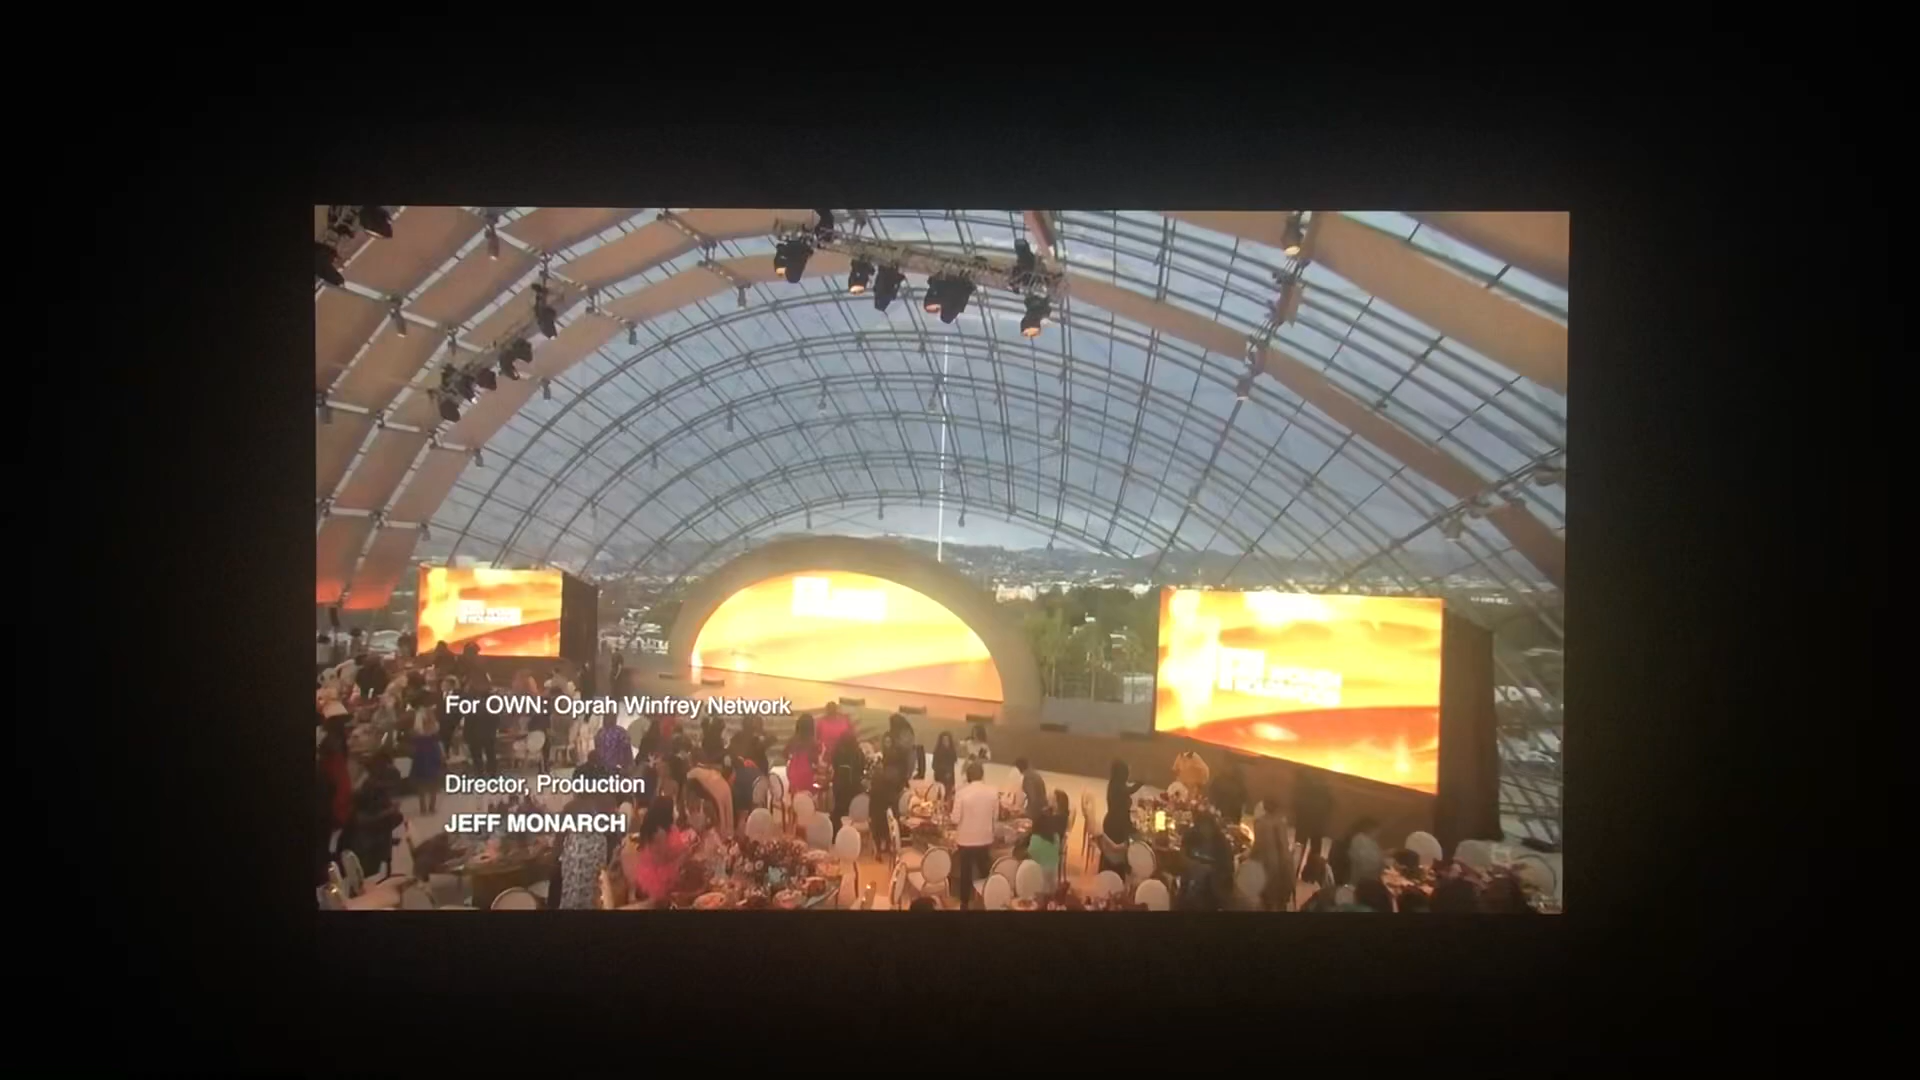 For OWN: Oprah Winfrey Network
Director, Production
JEFF MONARCH